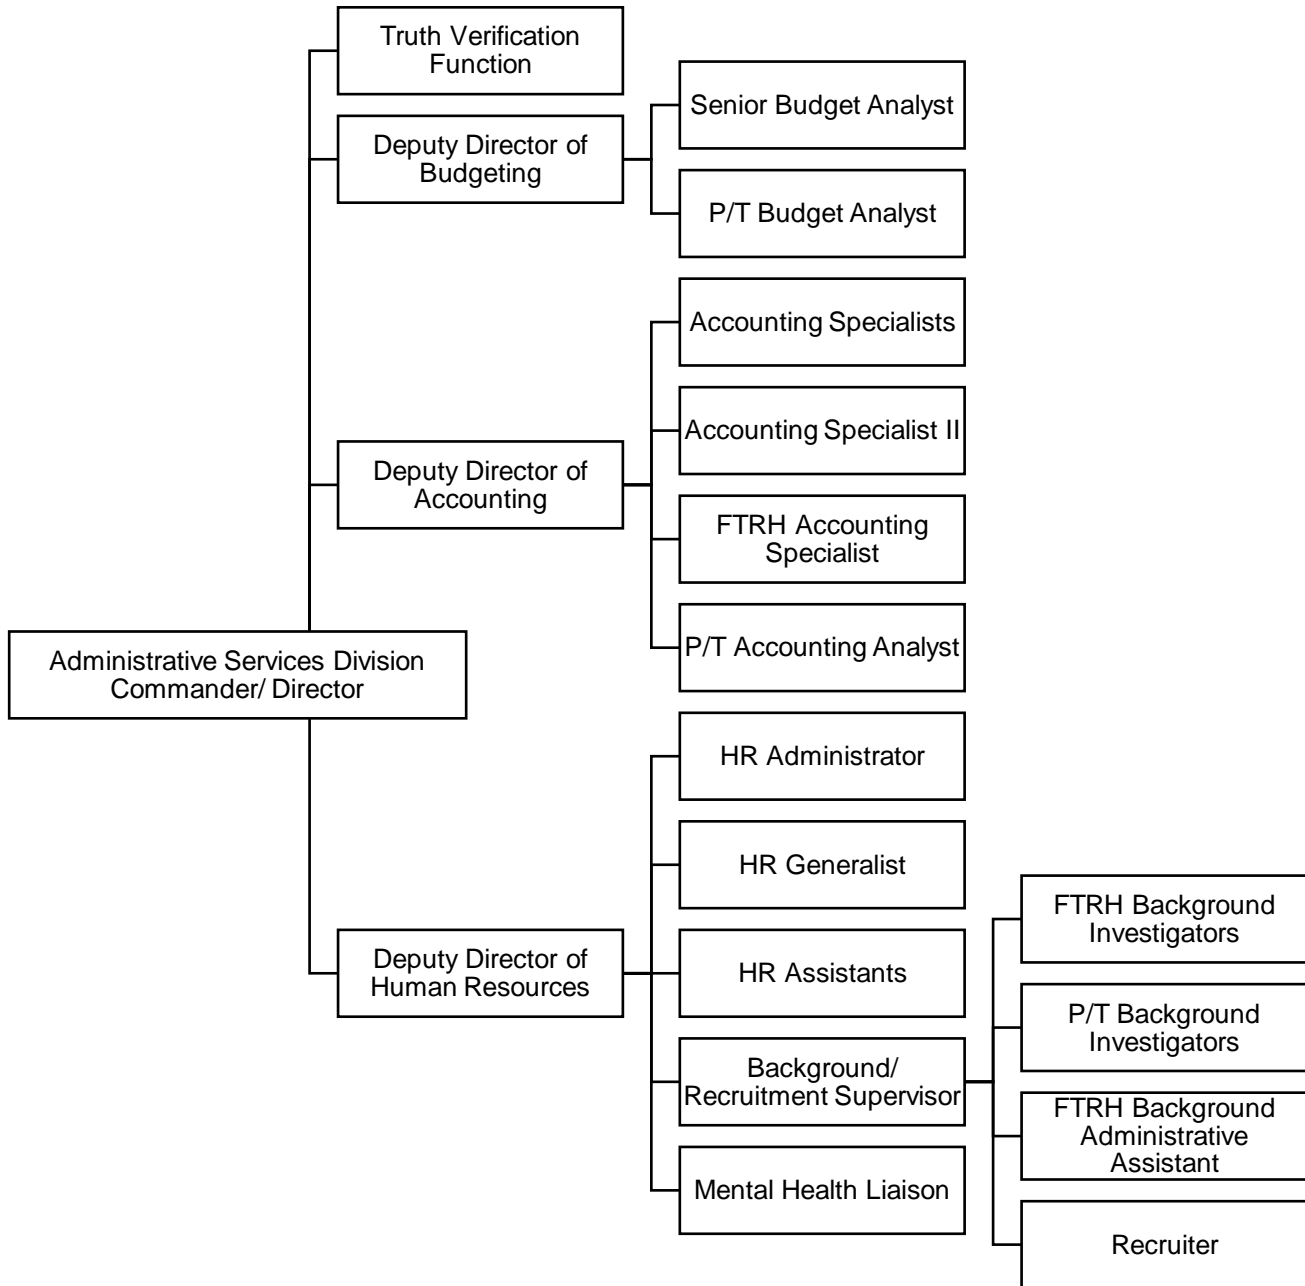 Truth Verification
Function
Deputy Director of
Budgeting
Senior Budget Analyst
P/T Budget Analyst
Deputy Director of
Accounting
Accounting Specialists
Accounting Specialist II
FTRH Accounting
Specialist
P/T Accounting Analyst
Administrative Services Division
Commander/ Director
Deputy Director of
Human Resources
HR Administrator
HR Generalist
HR Assistants
Background/
Recruitment Supervisor
Mental Health Liaison
FTRH Background
Investigators
P/T Background
Investigators
FTRH Background
Administrative
Assistant
Recruiter